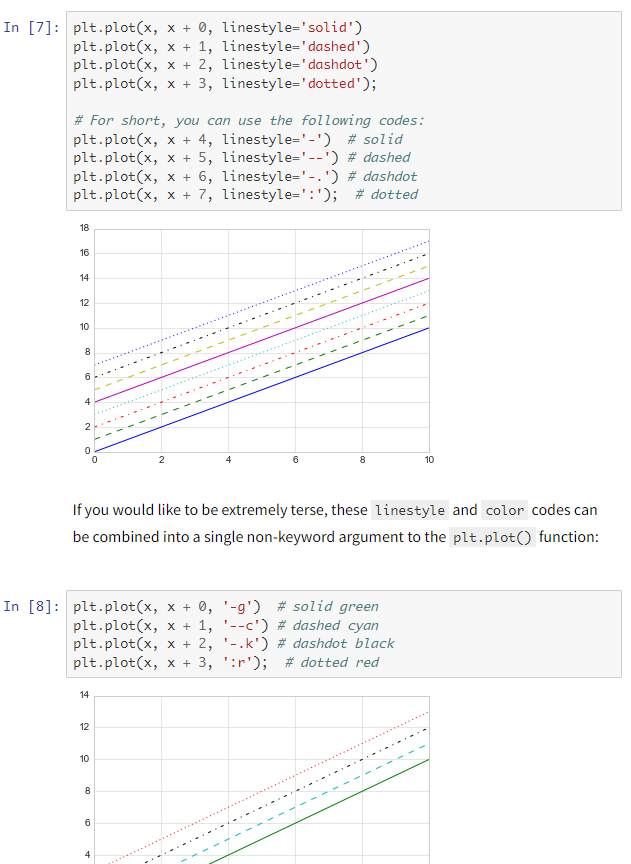 In [7]: plt.plot(x, x + 0, linestyle='solid')
plt.plot(x, x + 1, linestyle='dashed')
plt.plot(x, x + 2, linestyle='dashdot')
plt.plot(x, x + 3, linestyle='dotted');
# For short, you can use the following codes:
plt.plot(x, x + 4, linestyle='-')  # solid
plt.plot(x, x + 5, linestyle='--') # dashed
plt.plot(x, x + 6, linestyle='-.') # dashdot
plt.plot(x, x + 7, linestyle=':');  # dotted
18
16
14
12
10
8
6
4
2
0
0 2 4 6 8 10
If you would like to be extremely terse, these linestyle and color codes can
be combined into a single non-keyword argument to the plt.plot() function:
In [8]: plt.plot(x, x + 0, '-g')  # solid green
plt.plot(x, x + 1, '--c') # dashed cyan
plt.plot(x, x + 2, '-.k') # dashdot black
plt.plot(x, x + 3, ':r');  # dotted red
14
12
10
8
6
4